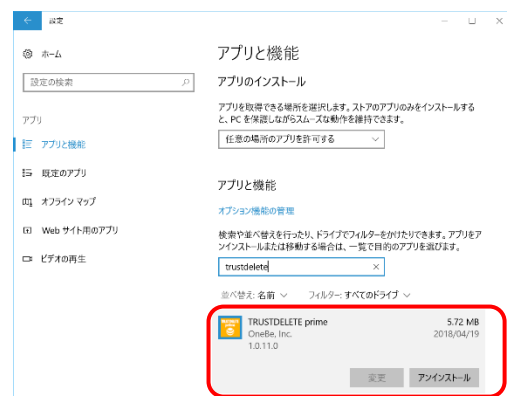 設定
ホーム
設定の検索
アプリ
アプリと機能
既定のアプリ
オフライン マップ
Web サイト用のアプリ
ビデオの再生
アプリと機能
アプリのインストール
アプリを取得できる場所を選択します。ストアのアプリのみをインストールする
と、PC を保護しながらスムーズな動作を維持できます。
任意の場所のアプリを許可する
アプリと機能
オプション機能の管理
検索や並べ替えを行ったり、ドライブでフィルターをかけたりできます。アプリをア
ンインストールまたは移動する場合は、一覧で目的のアプリを選びます。
trustdelete
並べ替え: 名前 フィルター: すべてのドライブ
TRUSTDELETE prime 5.72 MB
OneBe, Inc. 2018/04/19
1.0.11.0
変更 アンインストール